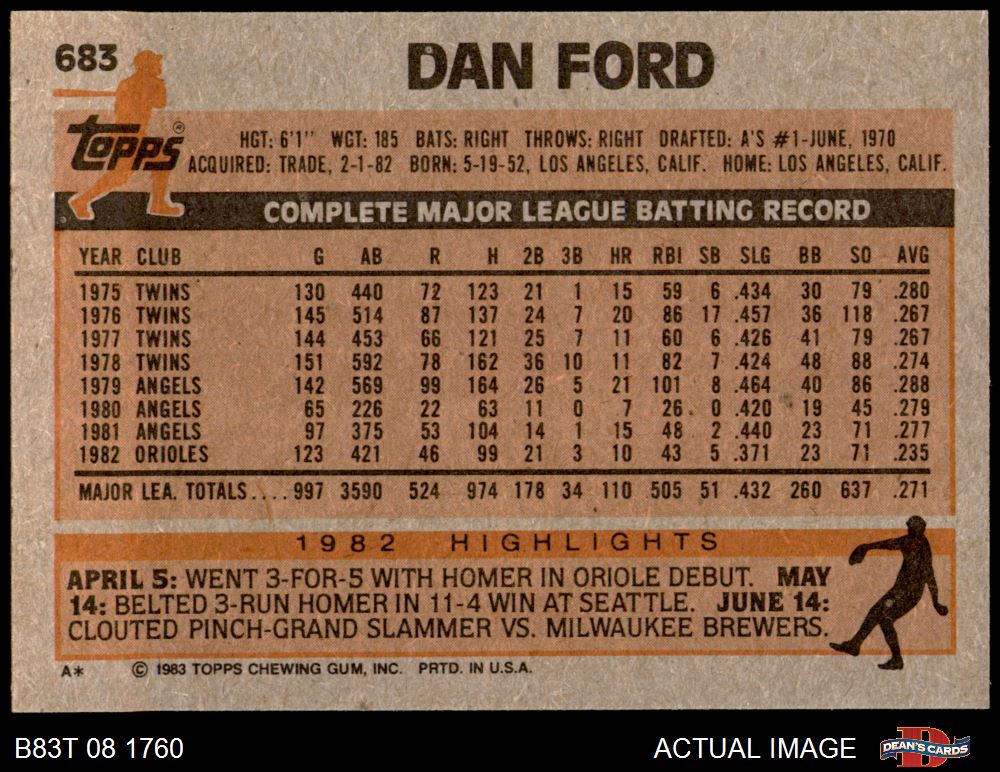 683
DAN FORD
topps®
HGT: 6'1" WGT: 185 BATS: RIGHT THROWS: RIGHT DRAFTED: A'S #1-JUNE, 1970
ACQUIRED: TRADE, 2-1-82 BORN: 5-19-52, LOS ANGELES, CALIF. HOME: LOS ANGELES, CALIF.
COMPLETE MAJOR LEAGUE BATTING RECORD
YEAR CLUB G AB R H 2B 3B HR RBI SB SLG BB SO AVG
1975 TWINS 130 440 72 123 21 1 15 59 6 .434 30 79 .280
1976 TWINS 145 514 87 137 24 7 20 86 17 .457 36 118 .267
1977 TWINS 144 453 66 121 25 7 11 60 6 .426 41 79 .267
1978 TWINS 151 592 78 162 36 10 11 82 7 .424 48 88 .274
1979 ANGELS 142 569 99 164 26 5 21 101 8 .464 40 86 .288
1980 ANGELS 65 226 22 63 11 0 7 26 0 .420 19 45 .279
1981 ANGELS 97 375 53 104 14 1 15 48 2 .440 23 71 .277
1982 ORIOLES 123 421 46 99 21 3 10 43 5 .371 23 71 .235
MAJOR LEA. TOTALS.... 997 3590 524 974 178 34 110 505 51 .432 260 637 .271
1982 HIGHLIGHTS
APRIL 5: WENT 3-FOR-5 WITH HOMER IN ORIOLE DEBUT. MAY
14: BELTED 3-RUN HOMER IN 11-4 WIN AT SEATTLE. JUNE 14:
CLOUTED PINCH-GRAND SLAMMER VS. MILWAUKEE BREWERS.
A* © 1983 TOPPS CHEWING GUM, INC. PRTD. IN U.S.A.
B83T 08 1760 ACTUAL IMAGE D DEAN'S CARDS